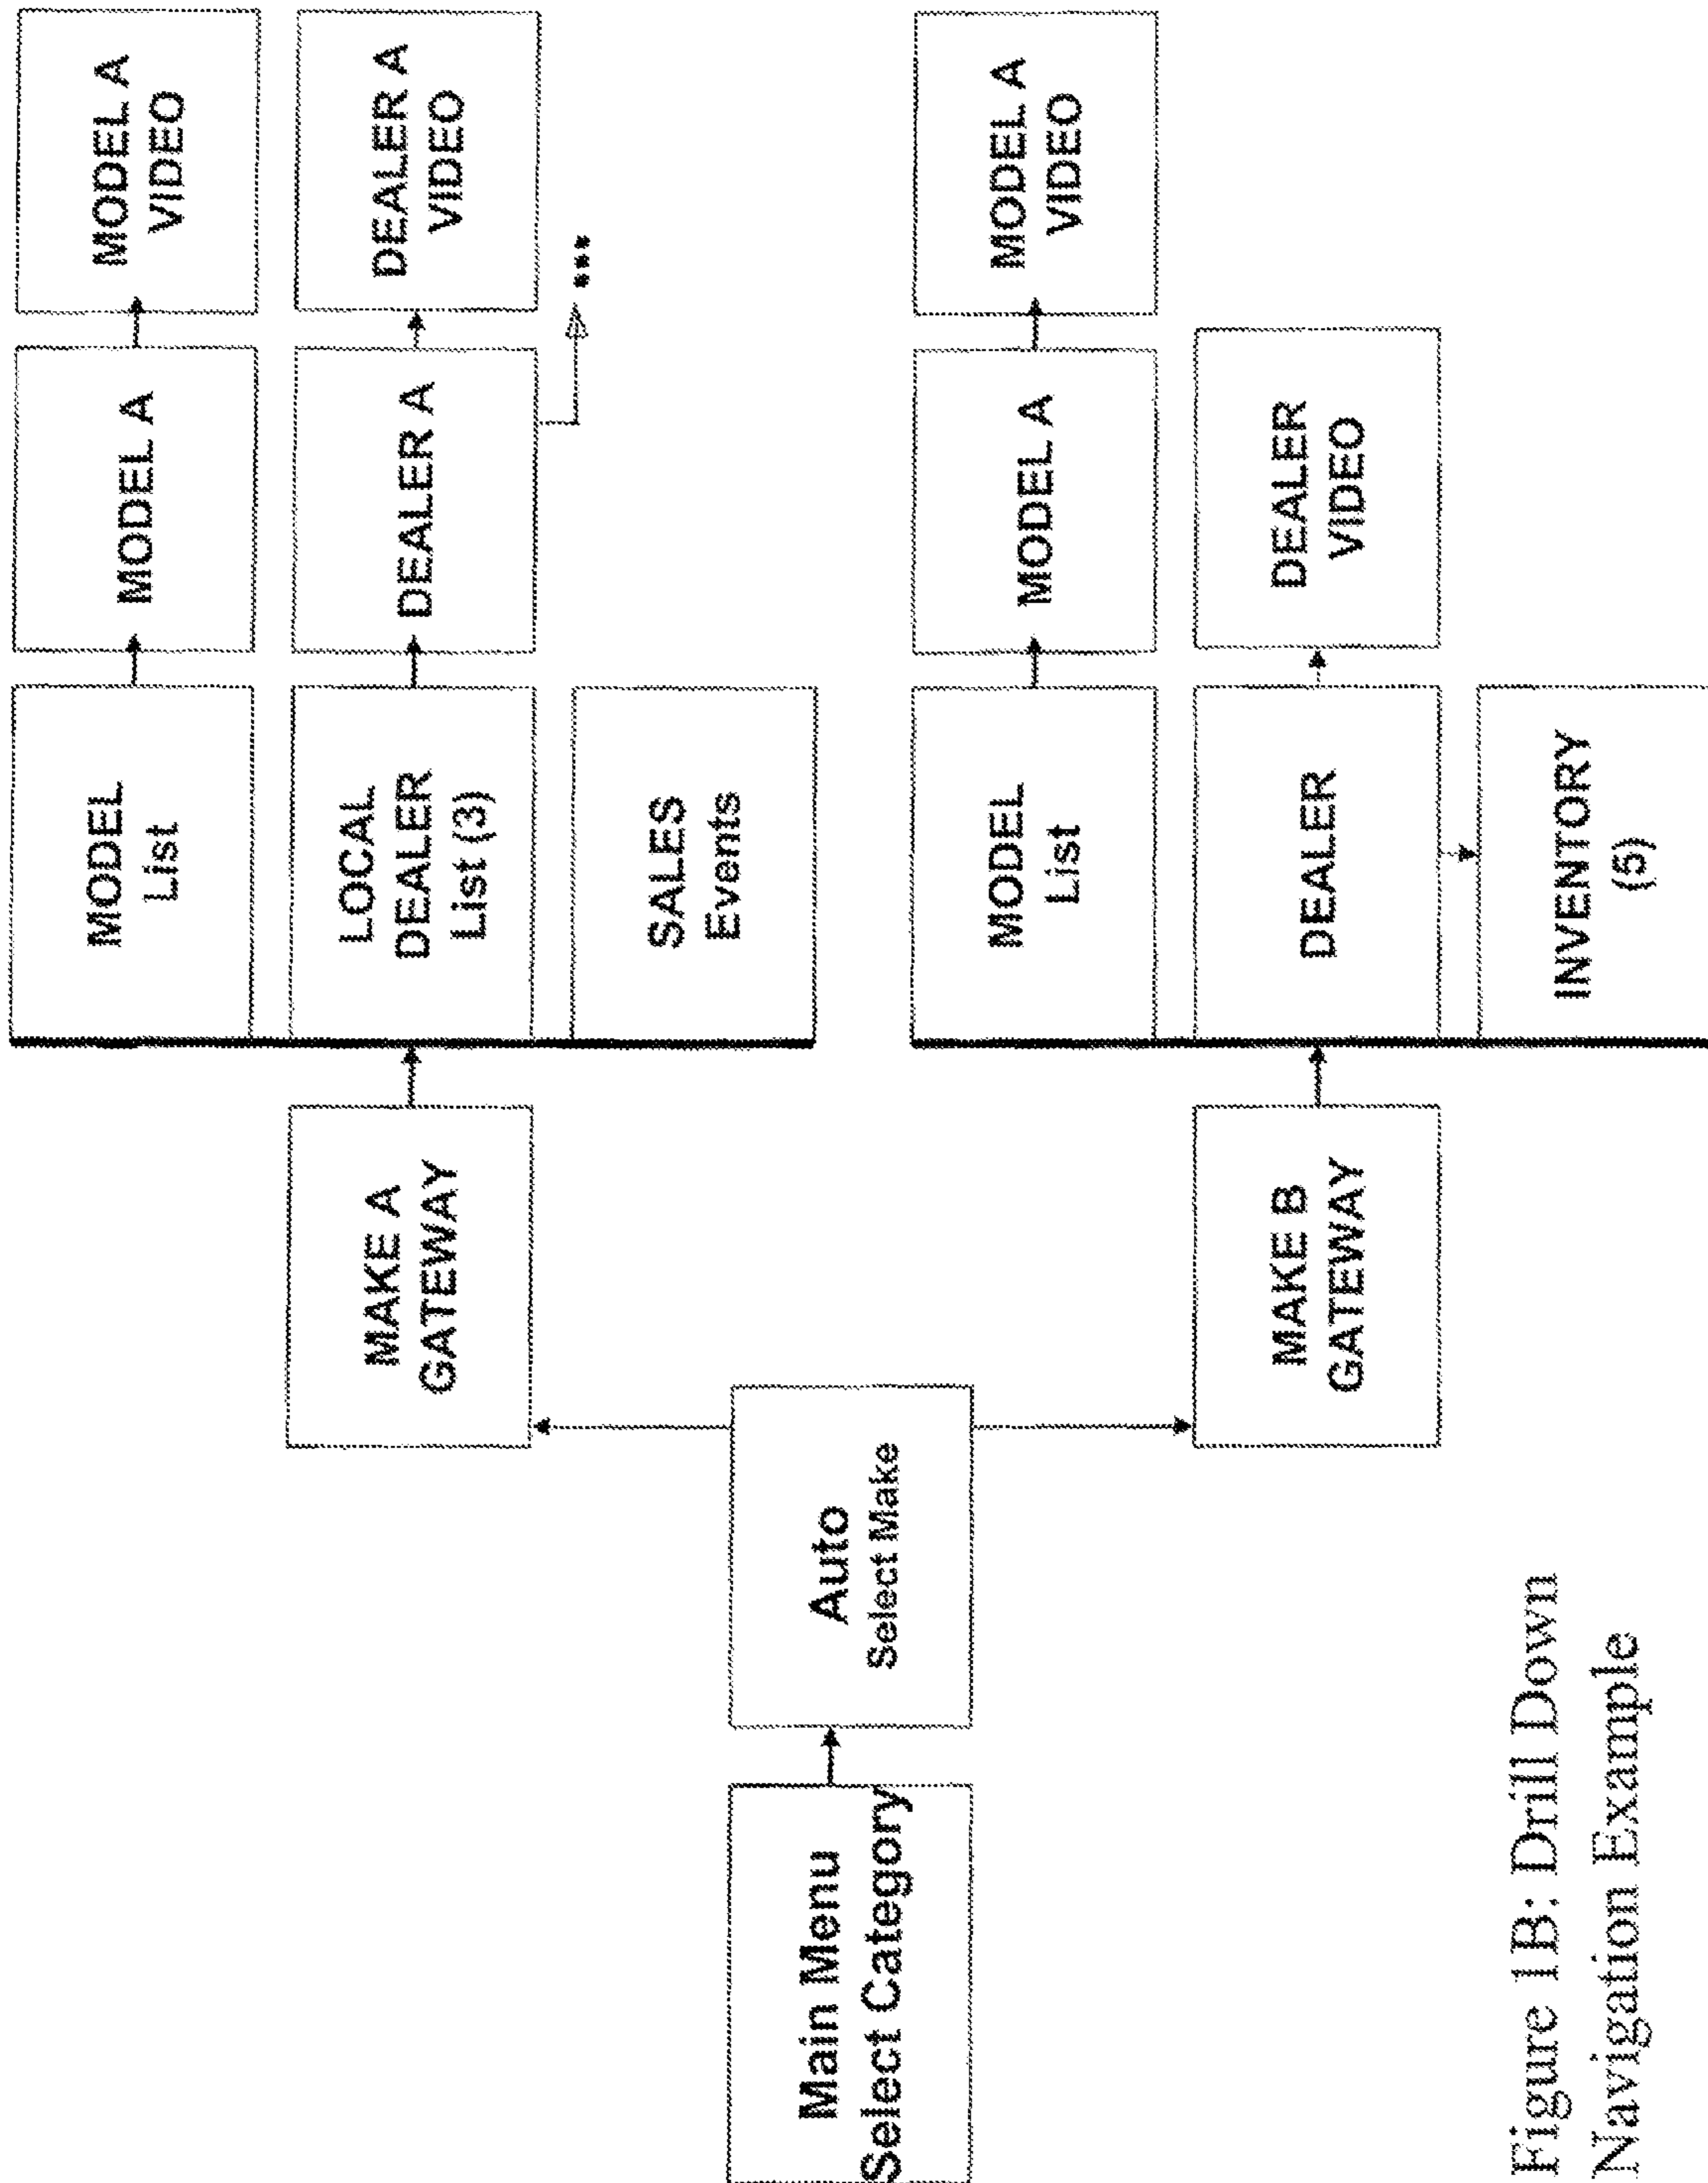 Main Menu
Select Category
Auto
Select Make
MAKE A
GATEWAY
MODEL
List
MODEL A
MODEL A
VIDEO
LOCAL
DEALER
List (3)
DEALER A
DEALER A
VIDEO
...
SALES
Events
MAKE B
GATEWAY
MODEL
List
MODEL A
MODEL A
VIDEO
DEALER
DEALER
VIDEO
INVENTORY
(5)
Figure 1B: Drill Down
Navigation Example